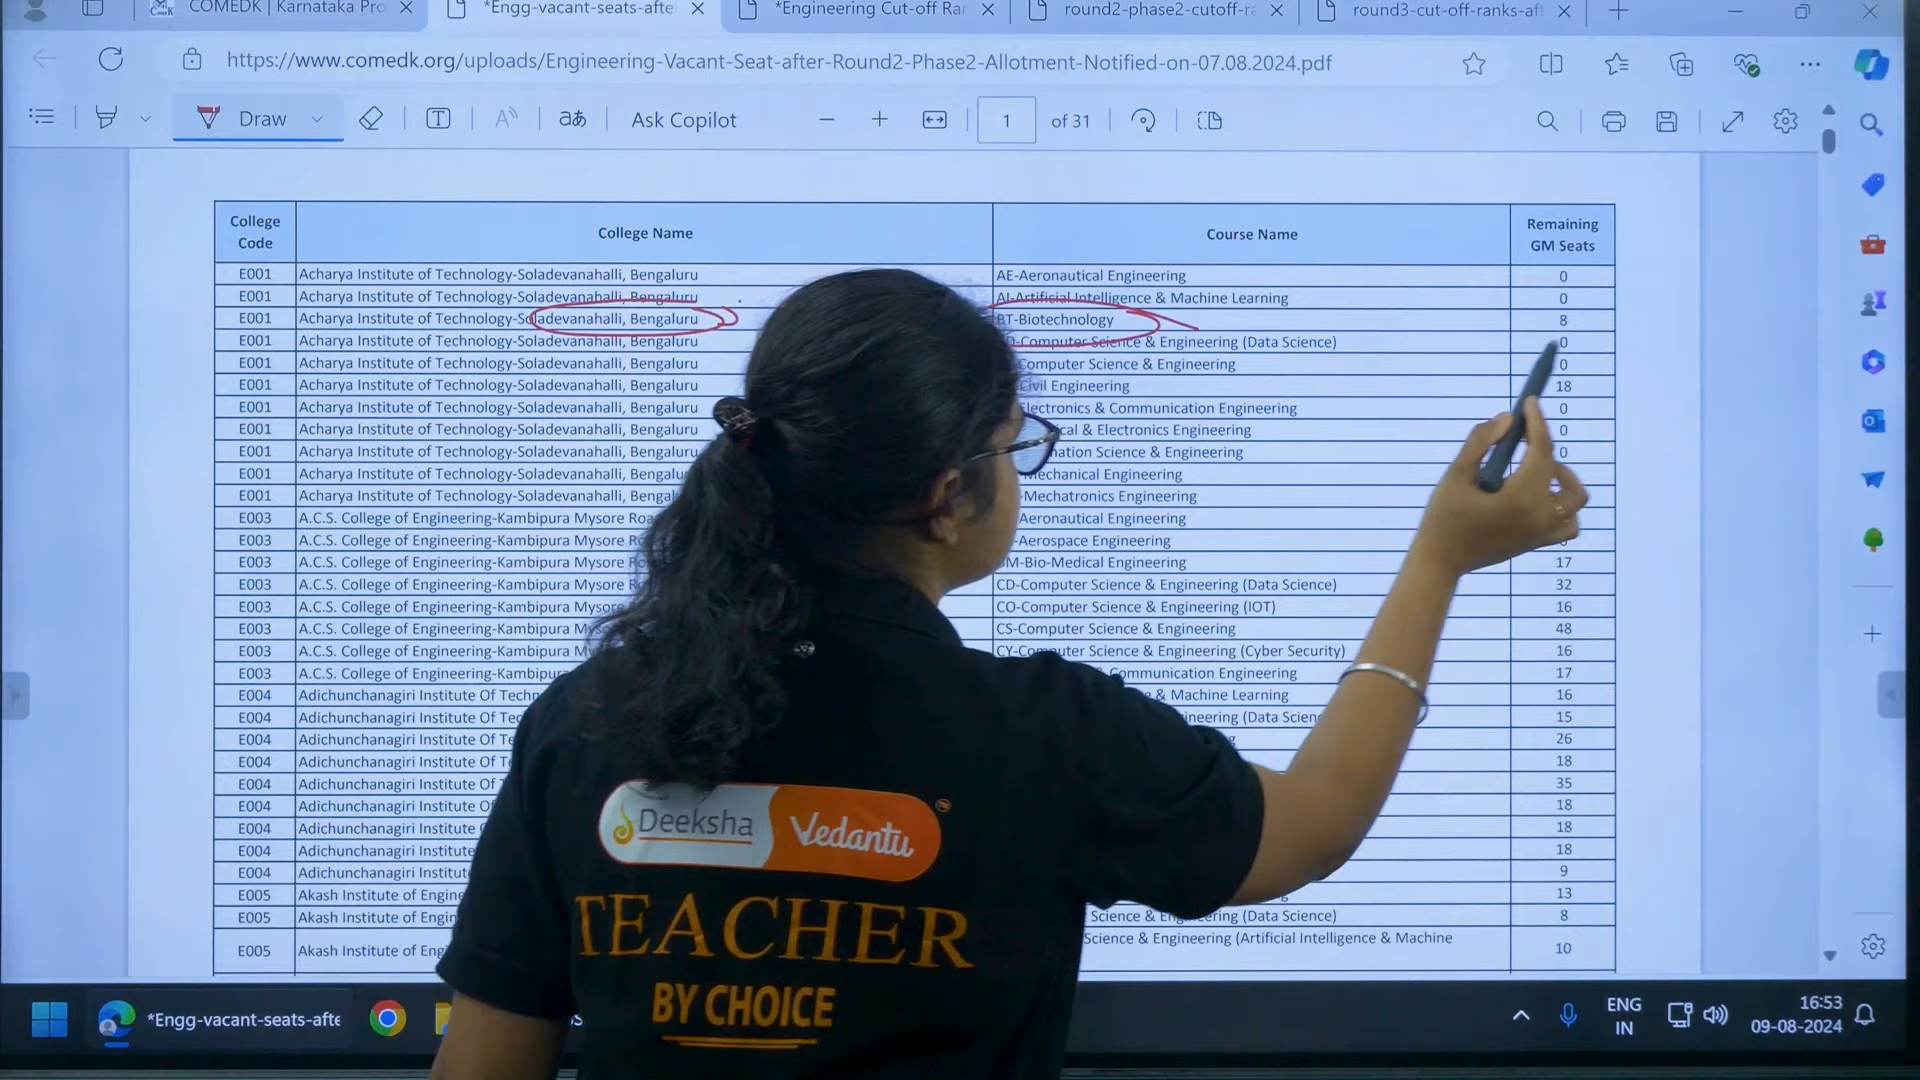 COMEDK | Karnataka Pro
*Engg-vacant-seats-afte
*Engineering Cut-off Ran
round2-phase2-cutoff-ra
round3-cut-off-ranks-aft
https://www.comedk.org/uploads/Engineering-Vacant-Seat-after-Round2-Phase2-Allotment-Notified-on-07.08.2024.pdf
Draw T A aあ Ask Copilot 1 of 31
College Code College Name Course Name Remaining GM Seats
E001 Acharya Institute of Technology-Soladevanahalli, Bengaluru AE-Aeronautical Engineering 0
E001 Acharya Institute of Technology-Soladevanahalli, Bengaluru AI-Artificial Intelligence & Machine Learning 0
E001 Acharya Institute of Technology-Soladevanahalli, Bengaluru BT-Biotechnology 8
E001 Acharya Institute of Technology-Soladevanahalli, Bengaluru Computer Science & Engineering (Data Science) 0
E001 Acharya Institute of Technology-Soladevanahalli, Bengaluru Computer Science & Engineering 0
E001 Acharya Institute of Technology-Soladevanahalli, Bengaluru Civil Engineering 18
E001 Acharya Institute of Technology-Soladevanahalli, Bengaluru lectronics & Communication Engineering 0
E001 Acharya Institute of Technology-Soladevanahalli, Bengaluru ical & Electronics Engineering 0
E001 Acharya Institute of Technology-Soladevanahalli, Bengaluru mation Science & Engineering 0
E001 Acharya Institute of Technology-Soladevanahalli, Bengaluru Mechanical Engineering
E001 Acharya Institute of Technology-Soladevanahalli, Bengal -Mechatronics Engineering
E003 A.C.S. College of Engineering-Kambipura Mysore Roa Aeronautical Engineering
E003 A.C.S. College of Engineering-Kambipura Mysore Ro -Aerospace Engineering
E003 A.C.S. College of Engineering-Kambipura Mysore Ro BM-Bio-Medical Engineering 17
E003 A.C.S. College of Engineering-Kambipura Mysore CD-Computer Science & Engineering (Data Science) 32
E003 A.C.S. College of Engineering-Kambipura Mysore CO-Computer Science & Engineering (IOT) 16
E003 A.C.S. College of Engineering-Kambipura Myso CS-Computer Science & Engineering 48
E003 A.C.S. College of Engineering-Kambipura My CY-Computer Science & Engineering (Cyber Security) 16
E003 A.C.S. College of Engineering-Kambipur Communication Engineering 17
E004 Adichunchanagiri Institute Of Techn & Machine Learning 16
E004 Adichunchanagiri Institute Of Tec ineering (Data Scien 15
E004 Adichunchanagiri Institute Of Te 26
E004 Adichunchanagiri Institute Of T 18
E004 Adichunchanagiri Institute Of 35
E004 Adichunchanagiri Institute Of 18
E004 Adichunchanagiri Institute 18
E004 Adichunchanagiri Institute 18
E004 Adichunchanagiri Institut 9
E005 Akash Institute of Engine 13
E005 Akash Institute of Engin Science & Engineering (Data Science) 8
E005 Akash Institute of Eng Science & Engineering (Artificial Intelligence & Machine 10
Deeksha Vedantu
TEACHER
BY CHOICE
*Engg-vacant-seats-afte
ENG
IN
16:53
09-08-2024